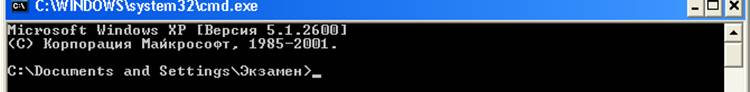 C:\WINDOWS\system32\cmd.exe
Microsoft Windows XP [Версия 5.1.2600]
(С) Корпорация Майкрософт, 1985-2001.
C:\Documents and Settings\Экзамен>_